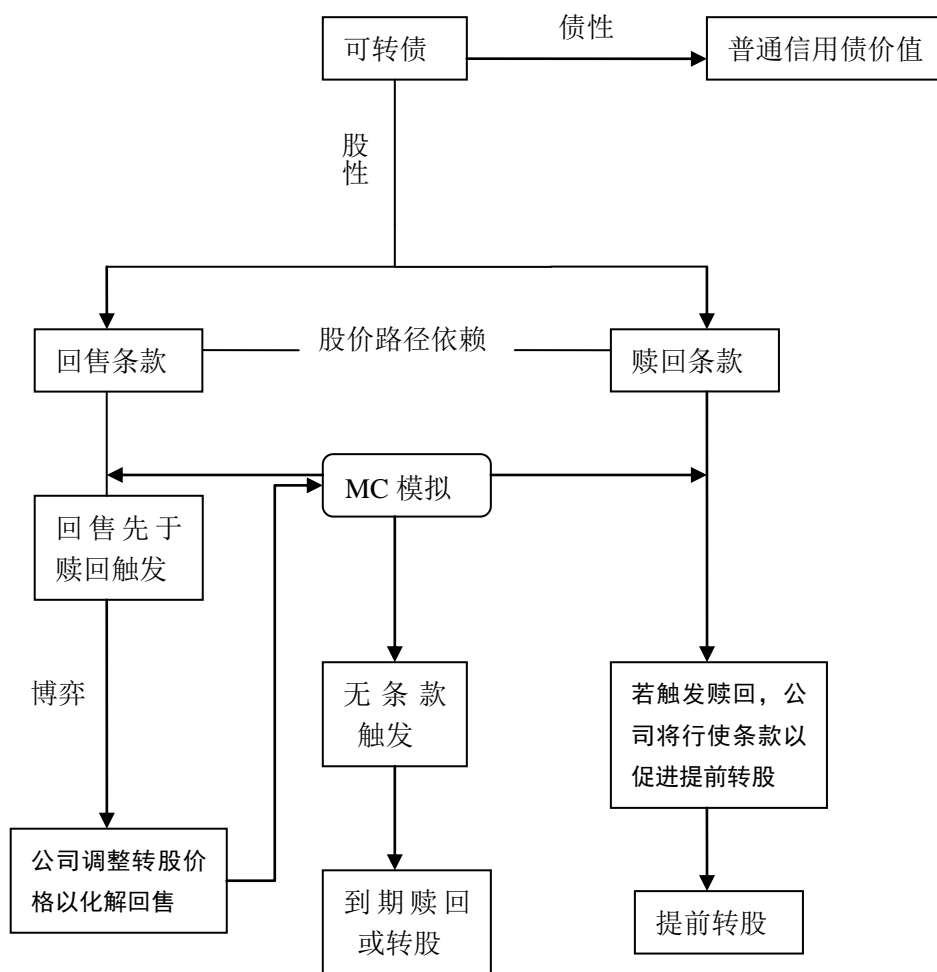 债性
可转债
普通信用债价值
股
性
股价路径依赖
回售条款
赎回条款
MC 模拟
回售先于
赎回触发
博弈
无条款
触发
若触发赎回，公
司将行使条款以
促进提前转股
公司调整转股价
格以化解回售
到期赎回
或转股
提前转股